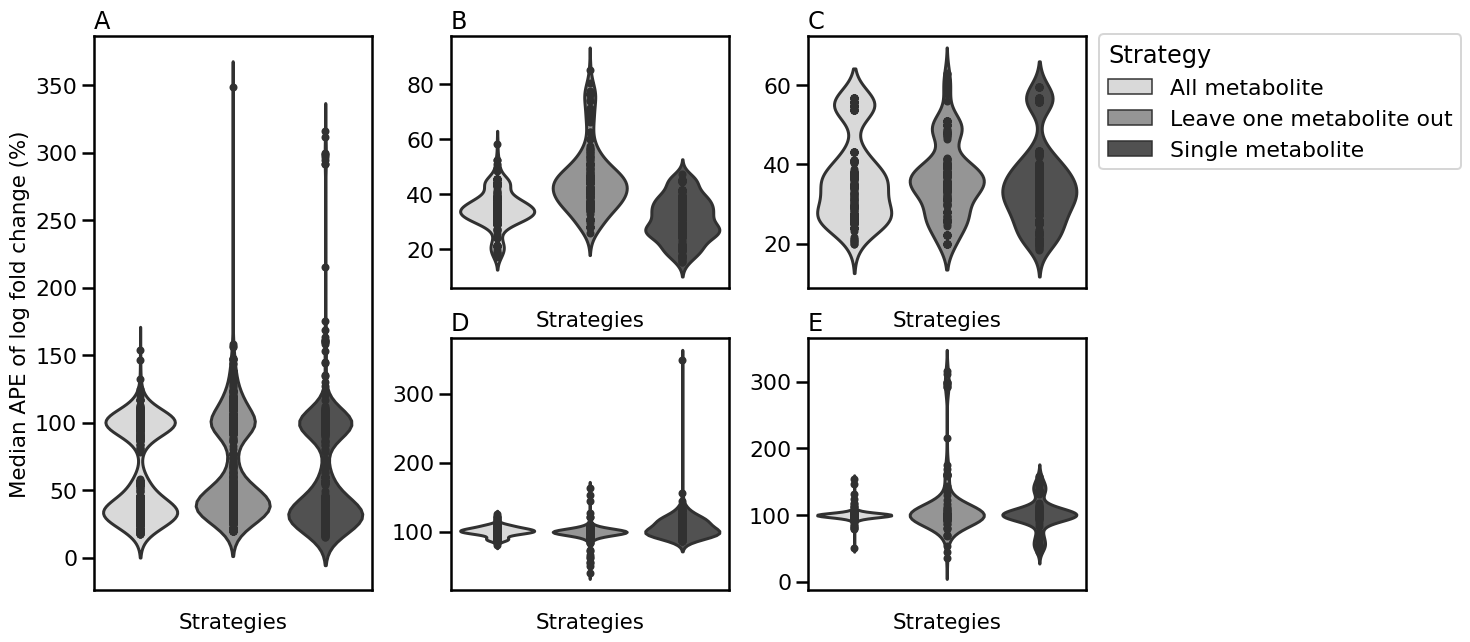 A
B
C
Strategy
All metabolite
Leave one metabolite out
Single metabolite
Median APE of log fold change (%)
350
300
250
200
150
100
50
0
Strategies
80
60
40
20
Strategies
60
40
20
Strategies
D
E
300
200
100
Strategies
300
200
100
0
Strategies